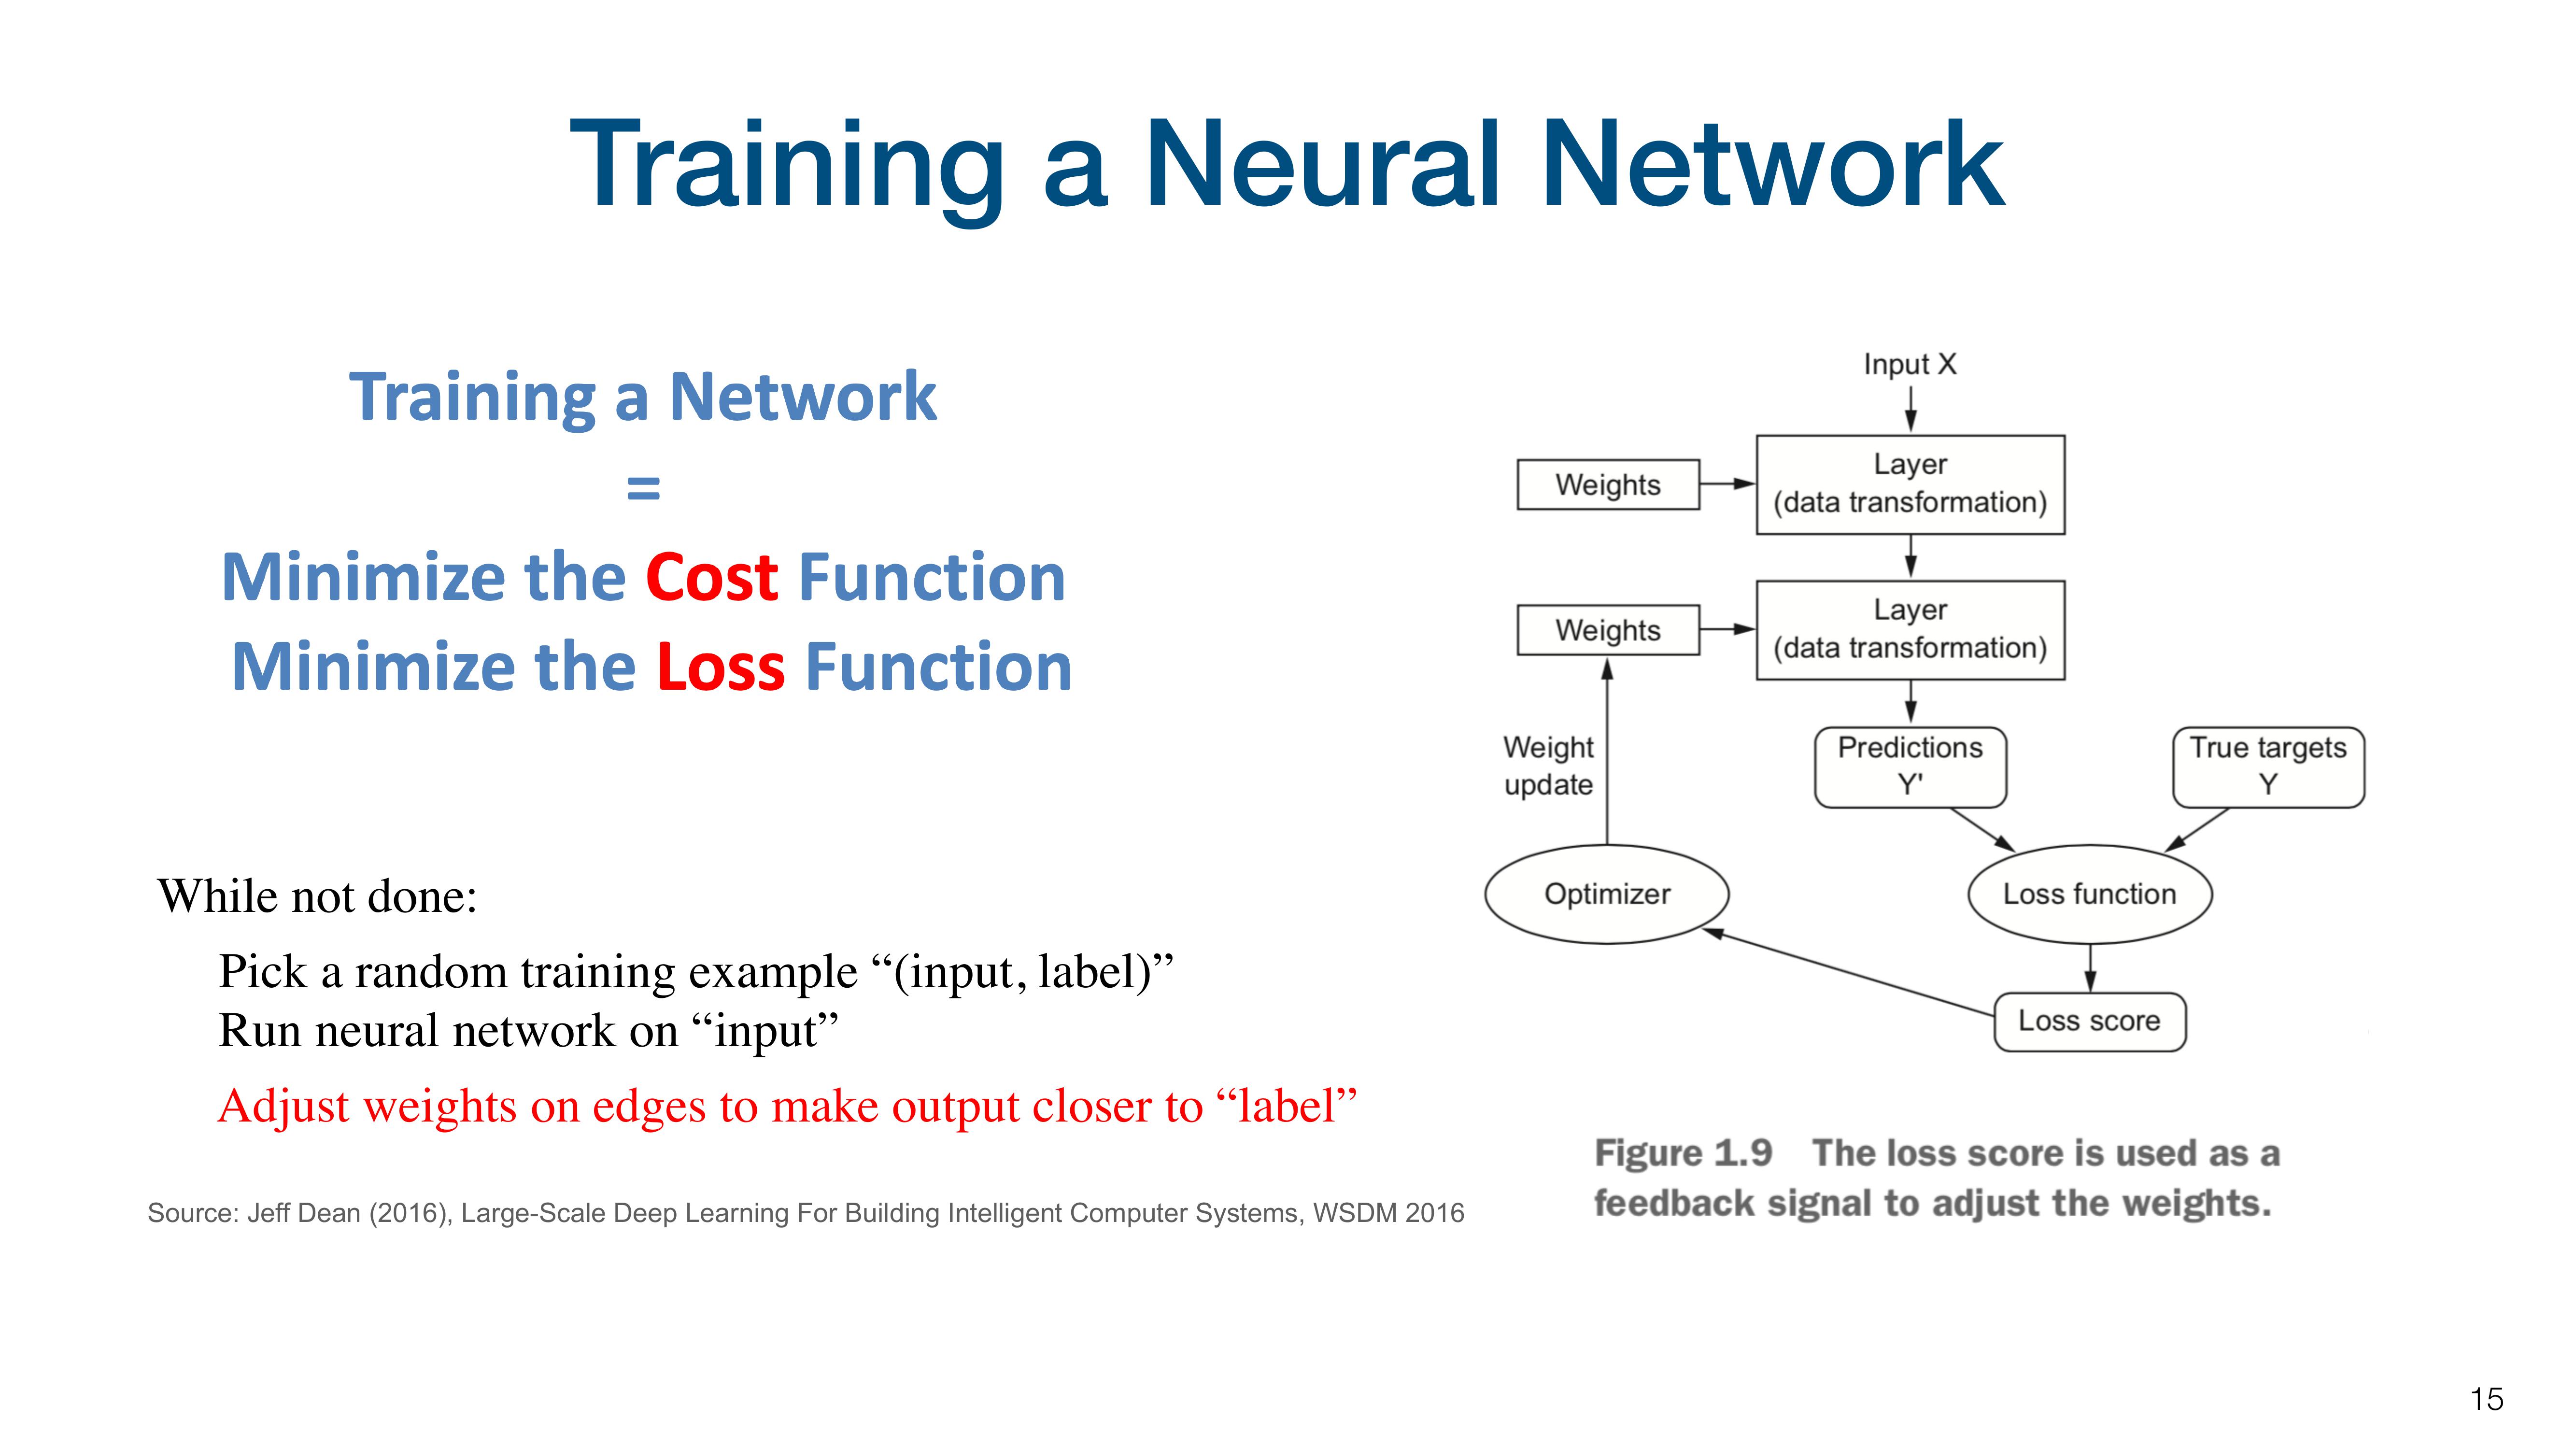 Training a Neural Network
Training a Network
=
Minimize the Cost Function
Minimize the Loss Function
While not done:
Pick a random training example “(input, label)”
Run neural network on “input”
Adjust weights on edges to make output closer to “label”
Source: Jeff Dean (2016), Large-Scale Deep Learning For Building Intelligent Computer Systems, WSDM 2016
Input X
Weights
Layer
(data transformation)
Weights
Layer
(data transformation)
Weight
update
Predictions
Y'
True targets
Y
Optimizer
Loss function
Loss score
Figure 1.9 The loss score is used as a
feedback signal to adjust the weights.
15